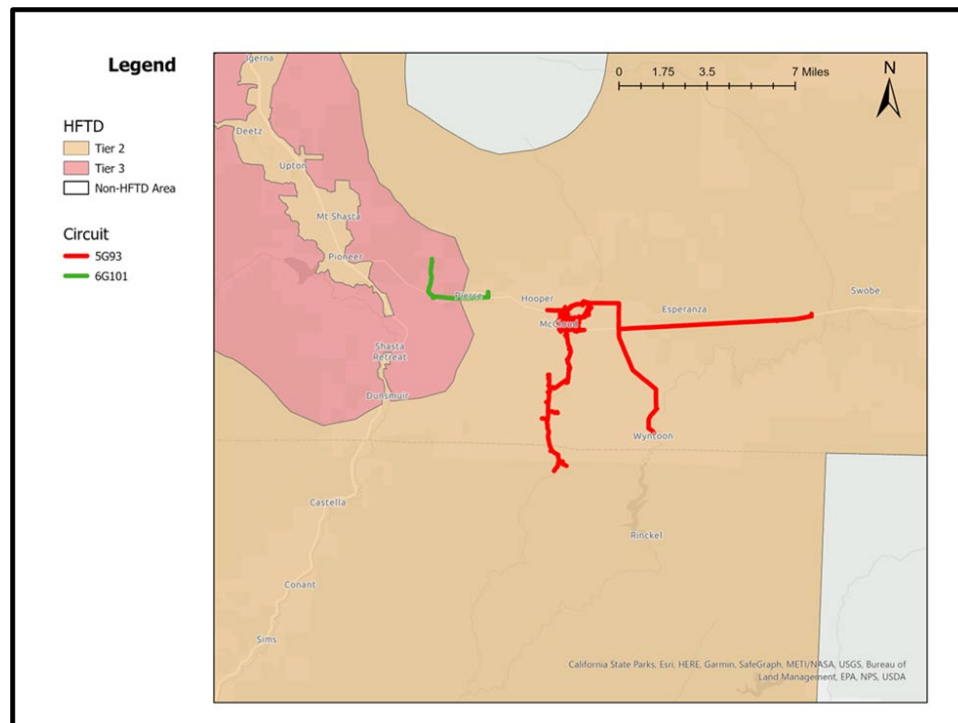 Legend
HFTD
Tier 2
Tier 3
Non-HFTD Area
Circuit
5G93
6G101
0 1.75 3.5 7 Miles
N
Igerna
Deetz
Upton
Mt Shasta
Pioneer
Pierce
Hooper
McCloud
Esperanza
Swobe
Shasta
Retreat
Dunsmuir
Wyntoon
Castella
Rinckel
Conant
Sims
California State Parks, Esri, HERE, Garmin, SafeGraph, METI/NASA, USGS, Bureau of
Land Management, EPA, NPS, USDA